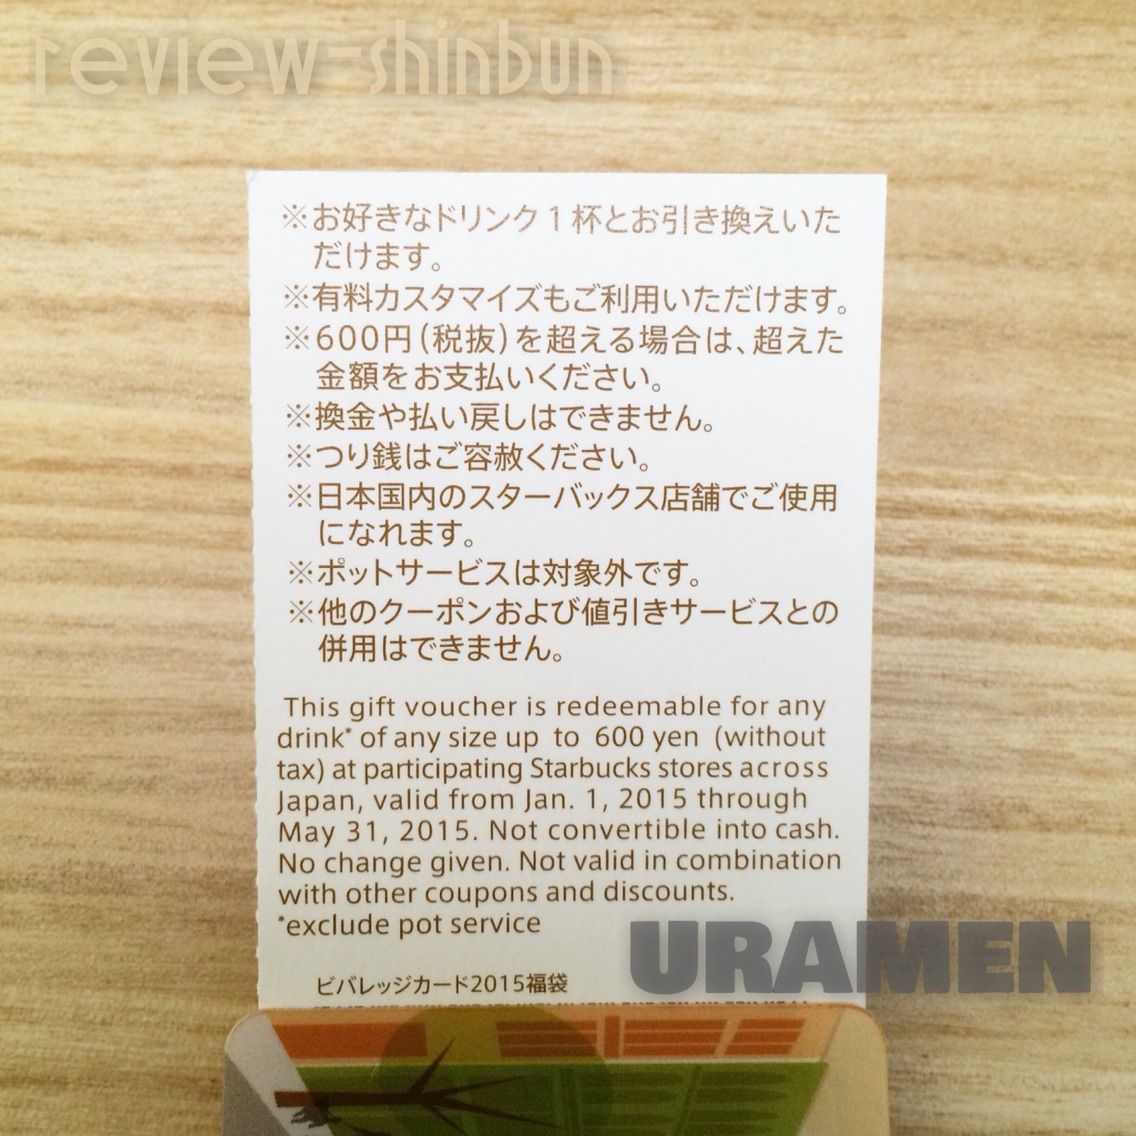 review-shinbun
※お好きなドリンク1杯とお引き換えいた
だけます。
※有料カスタマイズもご利用いただけます。
※600円(税抜)を超える場合は、超えた
金額をお支払いください。
※換金や払い戻しはできません。
※つり銭はご容赦ください。
※日本国内のスターバックス店舗でご使用
になれます。
※ポットサービスは対象外です。
※他のクーポンおよび値引きサービスとの
併用はできません。
This gift voucher is redeemable for any
drink* of any size up to 600 yen (without
tax) at participating Starbucks stores across
Japan, valid from Jan. 1, 2015 through
May 31, 2015. Not convertible into cash.
No change given. Not valid in combination
with other coupons and discounts.
*exclude pot service
URAMEN
ビバレッジカード2015福袋